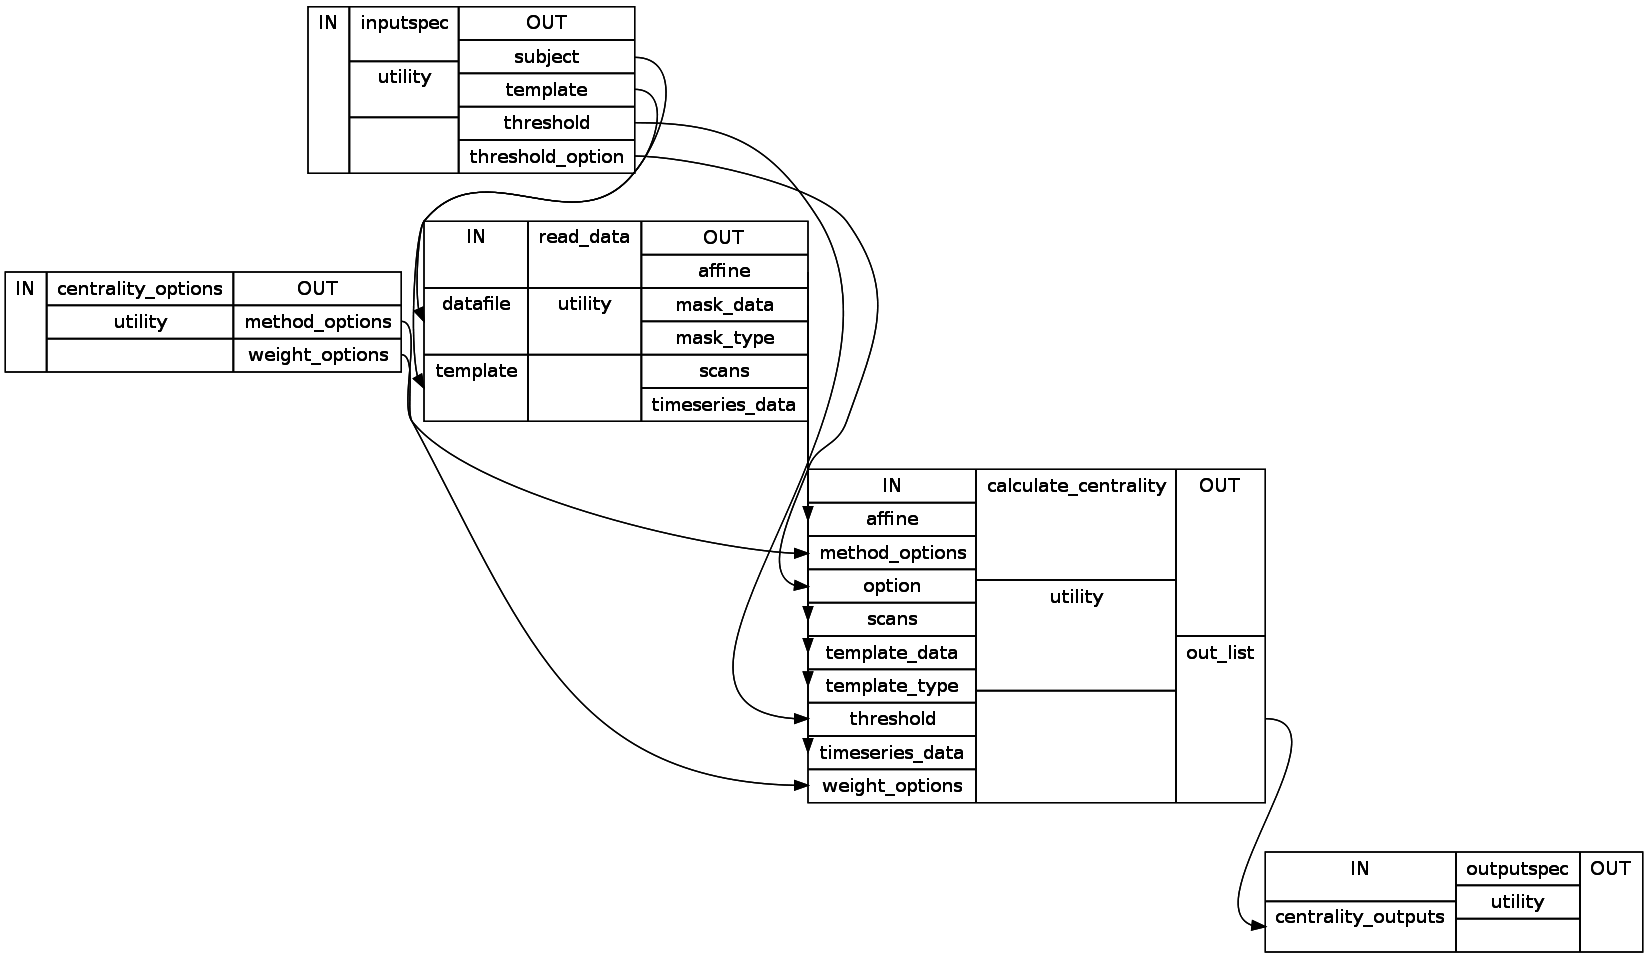 IN
inputspec
utility
OUT
subject
template
threshold
threshold_option
IN
datafile
template
read_data
utility
OUT
affine
mask_data
mask_type
scans
timeseries_data
IN
centrality_options
utility
OUT
method_options
weight_options
IN
affine
method_options
option
scans
template_data
template_type
threshold
timeseries_data
weight_options
calculate_centrality
utility
OUT
out_list
IN
centrality_outputs
outputspec
utility
OUT